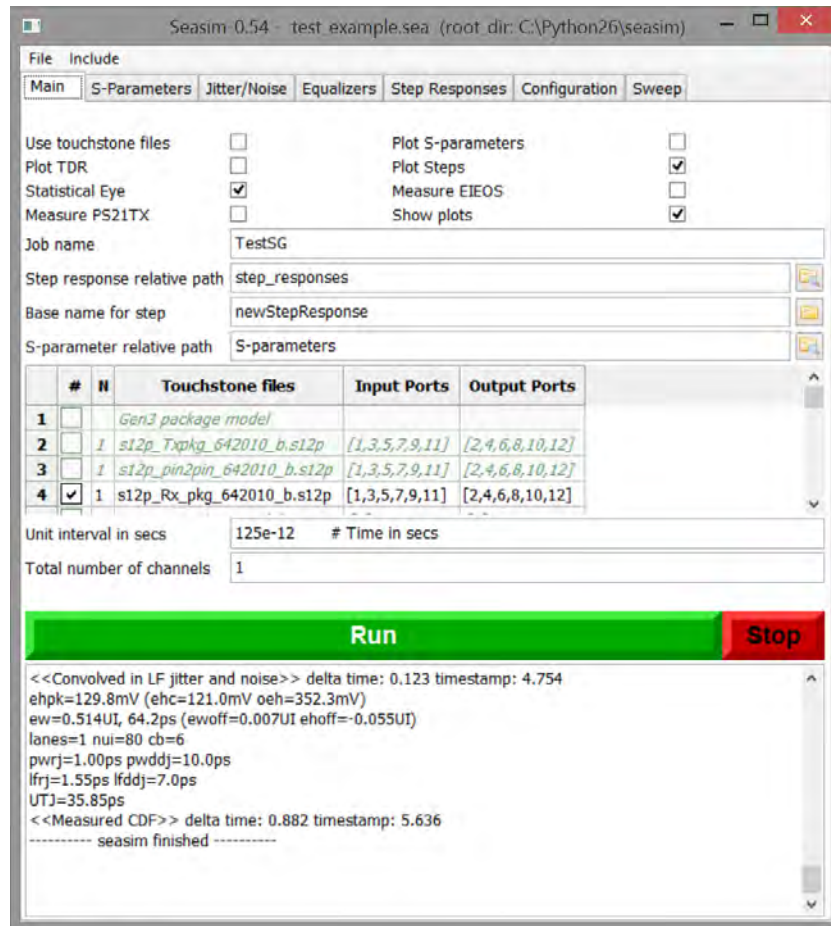 Seasim-0.54 - test_example.sea (root_dir: C:\Python26\seasim)
File Include
Main S-Parameters Jitter/Noise Equalizers Step Responses Configuration Sweep
Use touchstone files Plot S-parameters
Plot TDR Plot Steps
Statistical Eye Measure EIEOS
Measure PS21TX Show plots
Job name TestSG
Step response relative path step_responses
Base name for step newStepResponse
S-parameter relative path S-parameters
# N Touchstone files Input Ports Output Ports
1 Gen3 package model
2 1 s12p_Txpkg_642010_b.s12p [1,3,5,7,9,11] [2,4,6,8,10,12]
3 1 s12p_pin2pin_642010_b.s12p [1,3,5,7,9,11] [2,4,6,8,10,12]
4 1 s12p_Rx_pkg_642010_b.s12p [1,3,5,7,9,11] [2,4,6,8,10,12]
Unit interval in secs 125e-12 # Time in secs
Total number of channels 1
Run Stop
<<Convolved in LF jitter and noise>> delta time: 0.123 timestamp: 4.754
ehpk=129.8mV (ehc=121.0mV oeh=352.3mV)
ew=0.514UI, 64.2ps (ewoff=0.007UI ehoff=-0.055UI)
lanes=1 nui=80 cb=6
pwrj=1.00ps pwddj=10.0ps
lfrj=1.55ps lfddj=7.0ps
UTJ=35.85ps
<<Measured CDF>> delta time: 0.882 timestamp: 5.636
---------- seasim finished ----------